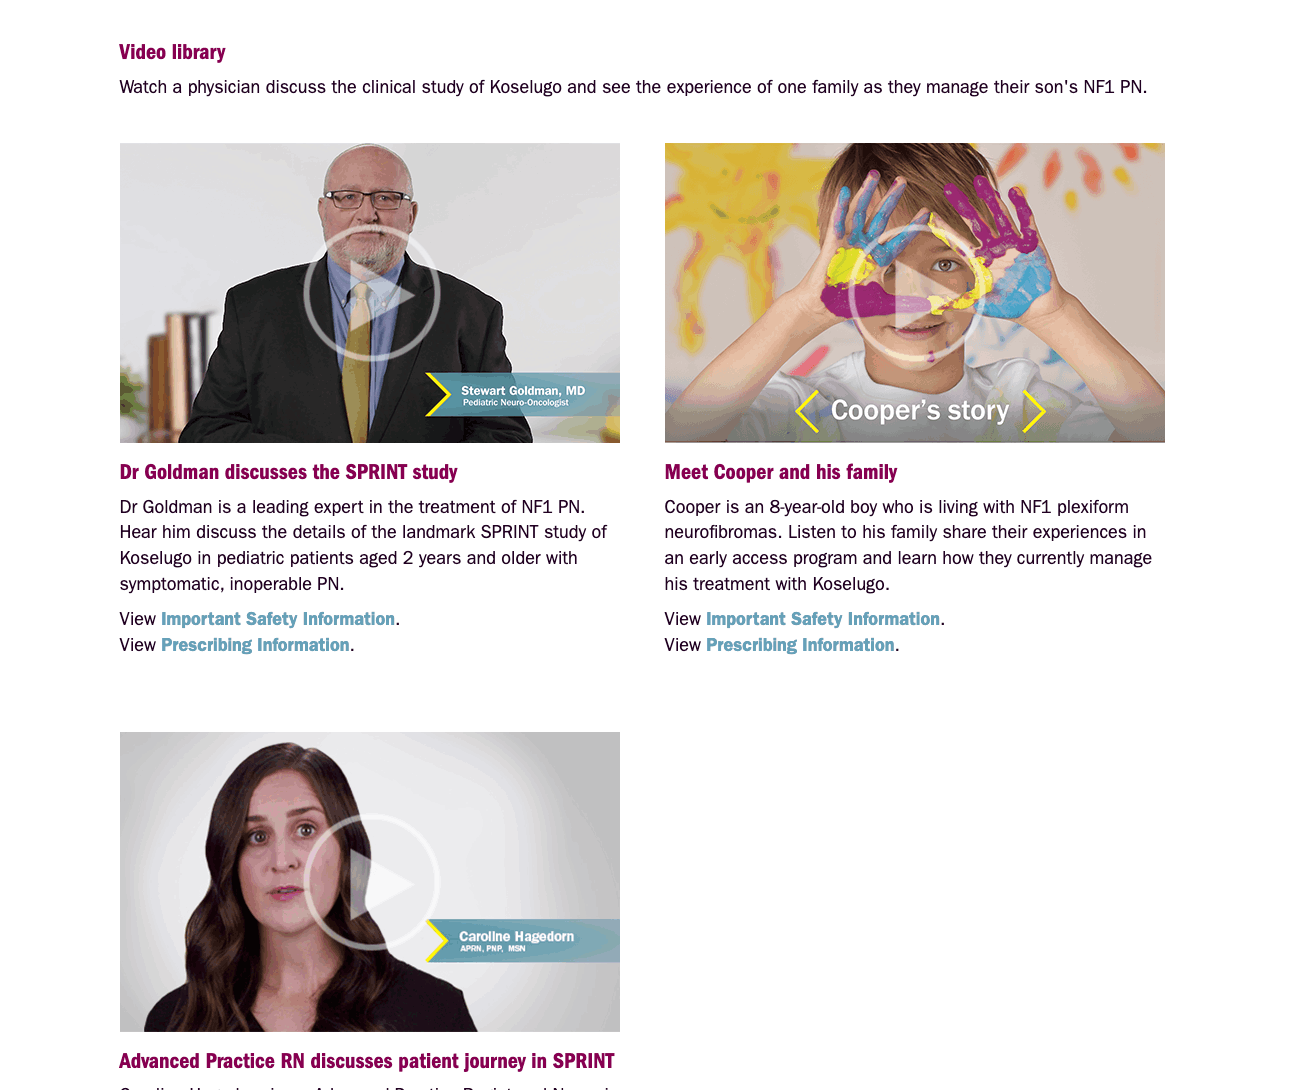 Video library
Watch a physician discuss the clinical study of Koselugo and see the experience of one family as they manage their son's NF1 PN.
Stewart Goldman, MD
Pediatric Neuro-Oncologist
Dr Goldman discusses the SPRINT study
Dr Goldman is a leading expert in the treatment of NF1 PN.
Hear him discuss the details of the landmark SPRINT study of
Koselugo in pediatric patients aged 2 years and older with
symptomatic, inoperable PN.
View Important Safety Information.
View Prescribing Information.
Cooper's story
Meet Cooper and his family
Cooper is an 8-year-old boy who is living with NF1 plexiform
neurofibromas. Listen to his family share their experiences in
an early access program and learn how they currently manage
his treatment with Koselugo.
View Important Safety Information.
View Prescribing Information.
Caroline Hagedorn
APRN, PNP, MSN
Advanced Practice RN discusses patient journey in SPRINT